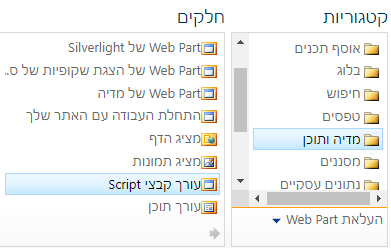 קטגוריות
אוסף תכנים
בלוג
חיפוש
טפסים
מדיה ותוכן
מסננים
נתונים עסקיים
העלאת Web Part
חלקים
Web Part של Silverlight
Web Part של הצגת שקופיות של ס..
Web Part של מדיה
התחלת העבודה עם האתר שלך
מציג הדף
מציג תמונות
עורך קבצי Script
עורך תוכן